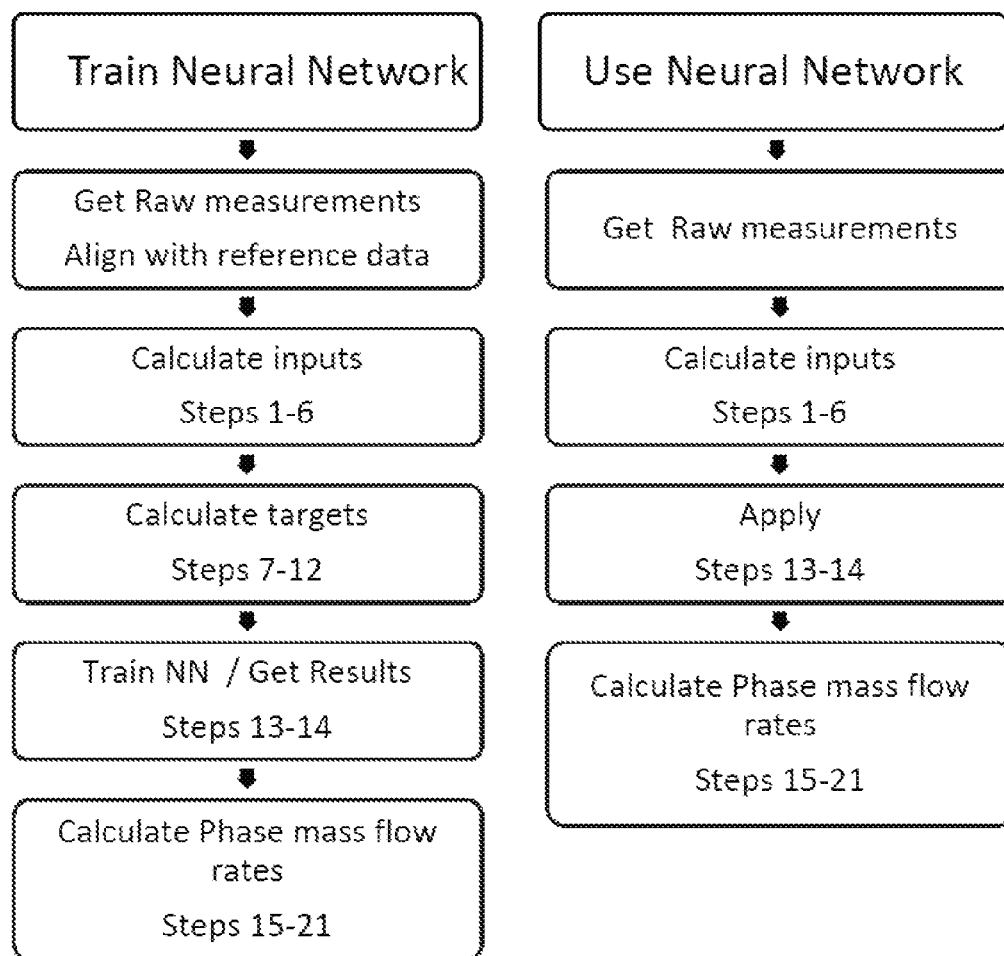 Train Neural Network
Get Raw measurements
Align with reference data
Calculate inputs
Steps 1-6
Calculate targets
Steps 7-12
Train NN / Get Results
Steps 13-14
Calculate Phase mass flow
rates
Steps 15-21
Use Neural Network
Get Raw measurements
Calculate inputs
Steps 1-6
Apply
Steps 13-14
Calculate Phase mass flow
rates
Steps 15-21